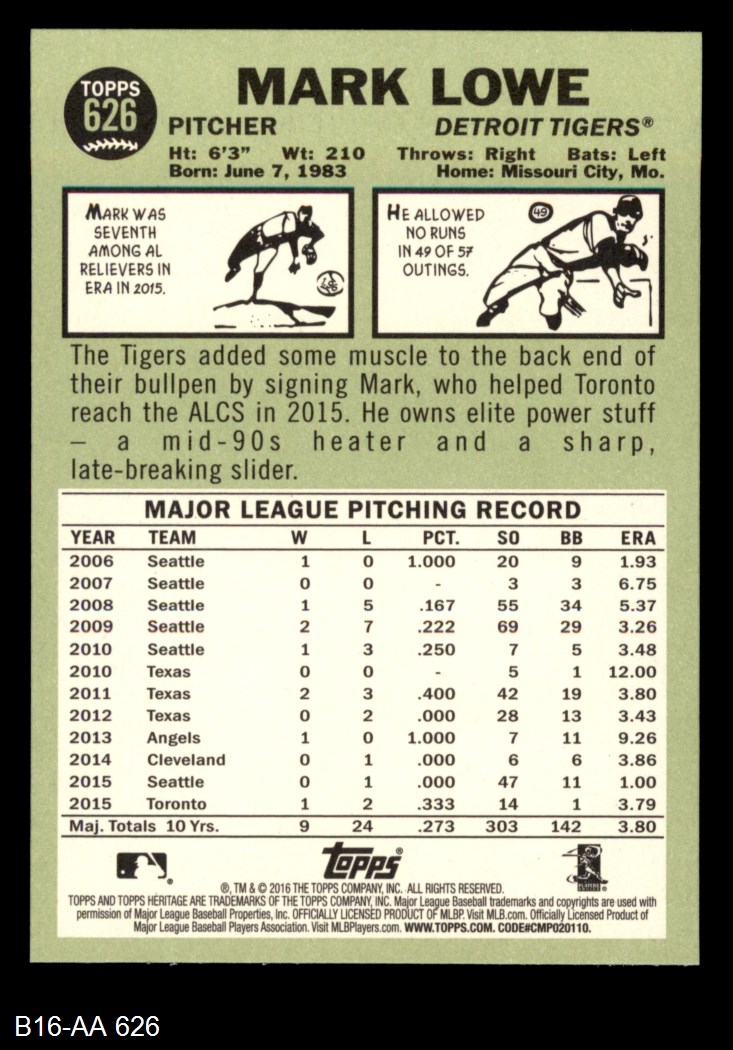 TOPPS
626
MARK LOWE
PITCHER DETROIT TIGERS®
Ht: 6'3" Wt: 210 Throws: Right Bats: Left
Born: June 7, 1983 Home: Missouri City, Mo.
MARK WAS
SEVENTH
AMONG AL
RELIEVERS IN
ERA IN 2015.
HE ALLOWED
NO RUNS
IN 49 OF 57
OUTINGS.
49
The Tigers added some muscle to the back end of
their bullpen by signing Mark, who helped Toronto
reach the ALCS in 2015. He owns elite power stuff
– a mid-90s heater and a sharp,
late-breaking slider.
MAJOR LEAGUE PITCHING RECORD
YEAR TEAM W L PCT. SO BB ERA
2006 Seattle 1 0 1.000 20 9 1.93
2007 Seattle 0 0 - 3 3 6.75
2008 Seattle 1 5 .167 55 34 5.37
2009 Seattle 2 7 .222 69 29 3.26
2010 Seattle 1 3 .250 7 5 3.48
2010 Texas 0 0 - 5 1 12.00
2011 Texas 2 3 .400 42 19 3.80
2012 Texas 0 2 .000 28 13 3.43
2013 Angels 1 0 1.000 7 11 9.26
2014 Cleveland 0 1 .000 6 6 3.86
2015 Seattle 0 1 .000 47 11 1.00
2015 Toronto 1 2 .333 14 1 3.79
Maj. Totals 10 Yrs. 9 24 .273 303 142 3.80
Topps®
®, TM & © 2016 THE TOPPS COMPANY, INC. ALL RIGHTS RESERVED.
TOPPS AND TOPPS HERITAGE ARE TRADEMARKS OF THE TOPPS COMPANY, INC. Major League Baseball trademarks and copyrights are used with
permission of Major League Baseball Properties, Inc. OFFICIALLY LICENSED PRODUCT OF MLBP. Visit MLB.com. Officially Licensed Product of
Major League Baseball Players Association. Visit MLBPlayers.com. WWW.TOPPS.COM. CODE#CMP020110.
B16-AA 626